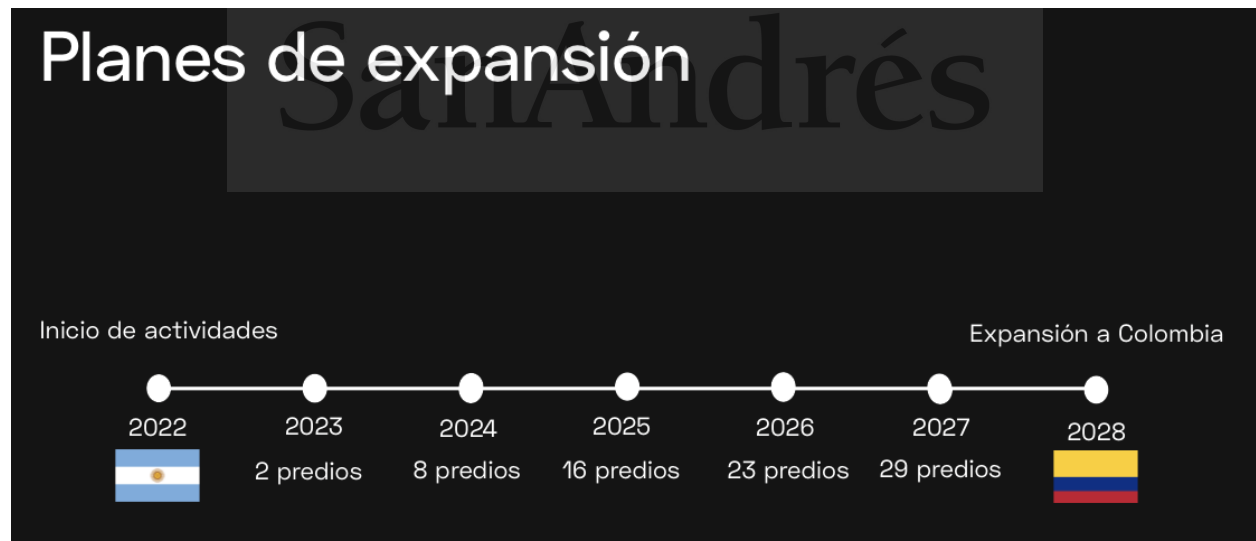 Planes de expansión
SanAndrés
Inicio de actividades
Expansión a Colombia
2022
2023
2024
2025
2026
2027
2028
2 predios
8 predios
16 predios
23 predios
29 predios